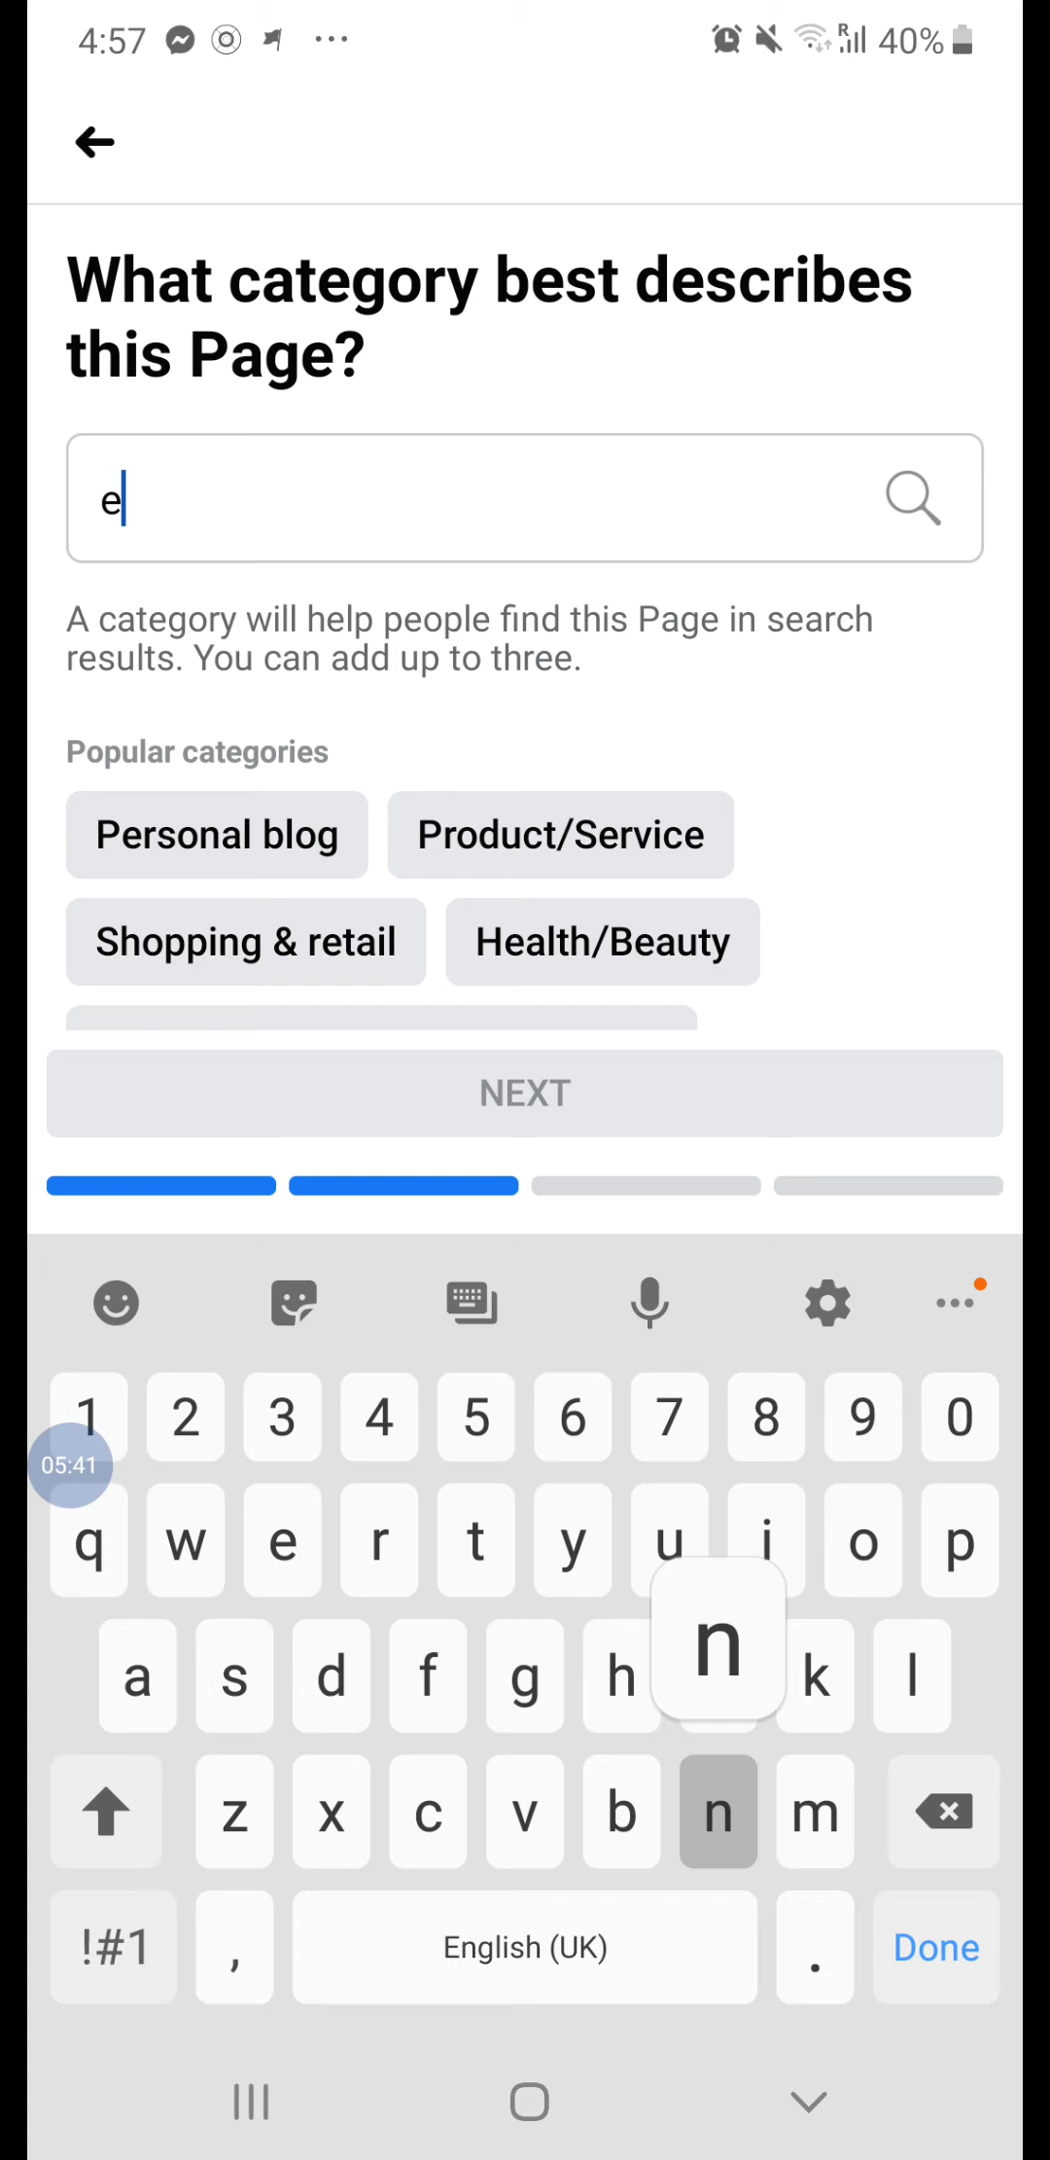 4:57 R 40%
What category best describes
this Page?
e
A category will help people find this Page in search
results. You can add up to three.
Popular categories
Personal blog Product/Service
Shopping & retail Health/Beauty
NEXT
1 2 3 4 5 6 7 8 9 0
05:41
q w e r t y u i o p
n
a s d f g h k l
z x c v b n m
!#1 , English (UK) . Done